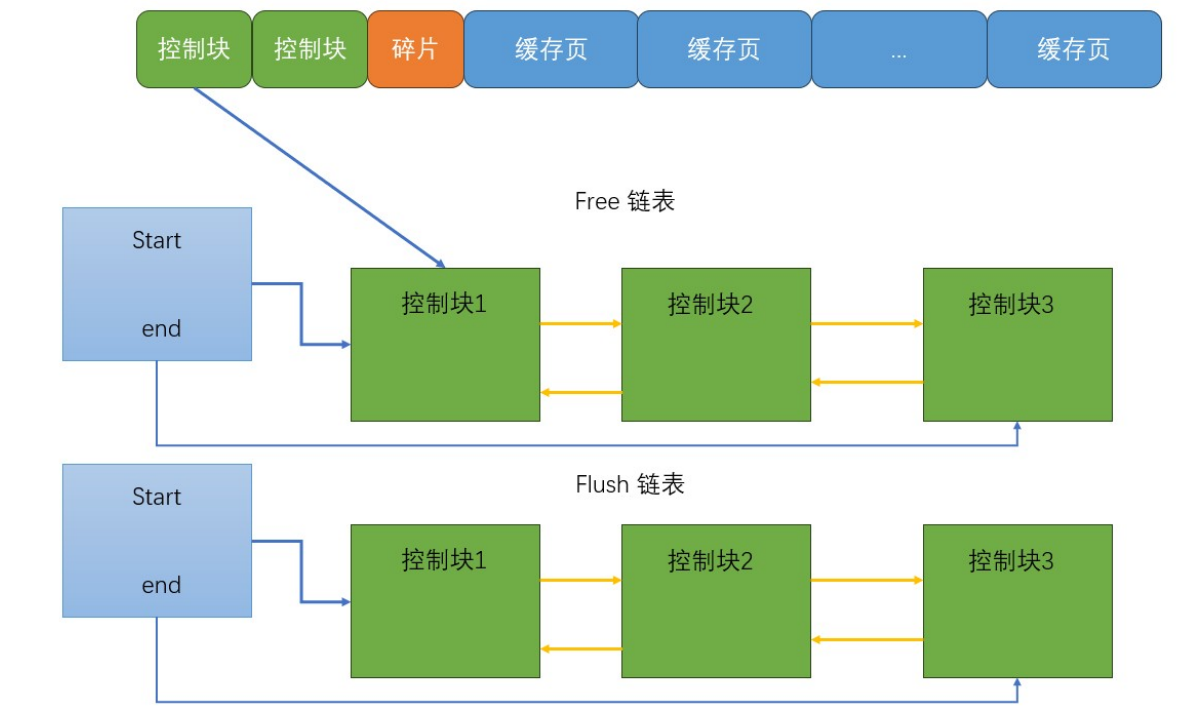 控制块 控制块 碎片 缓存页 缓存页 ... 缓存页
Free 链表
Start
end
控制块1 控制块2 控制块3
Flush 链表
Start
end
控制块1 控制块2 控制块3